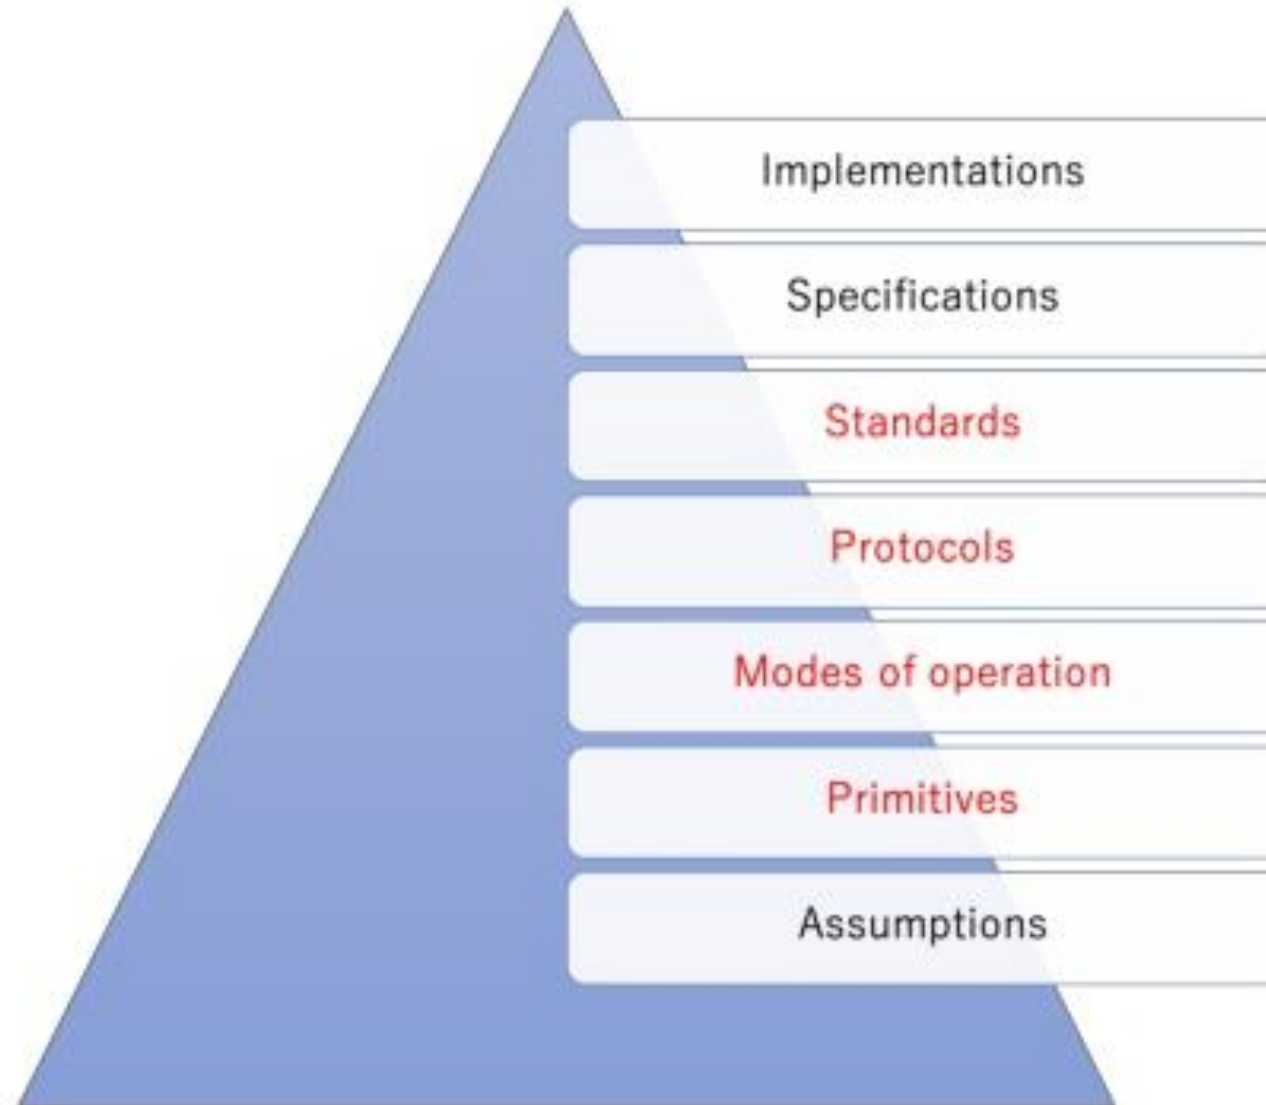 Implementations
Specifications
Standards
Protocols
Modes of operation
Primitives
Assumptions